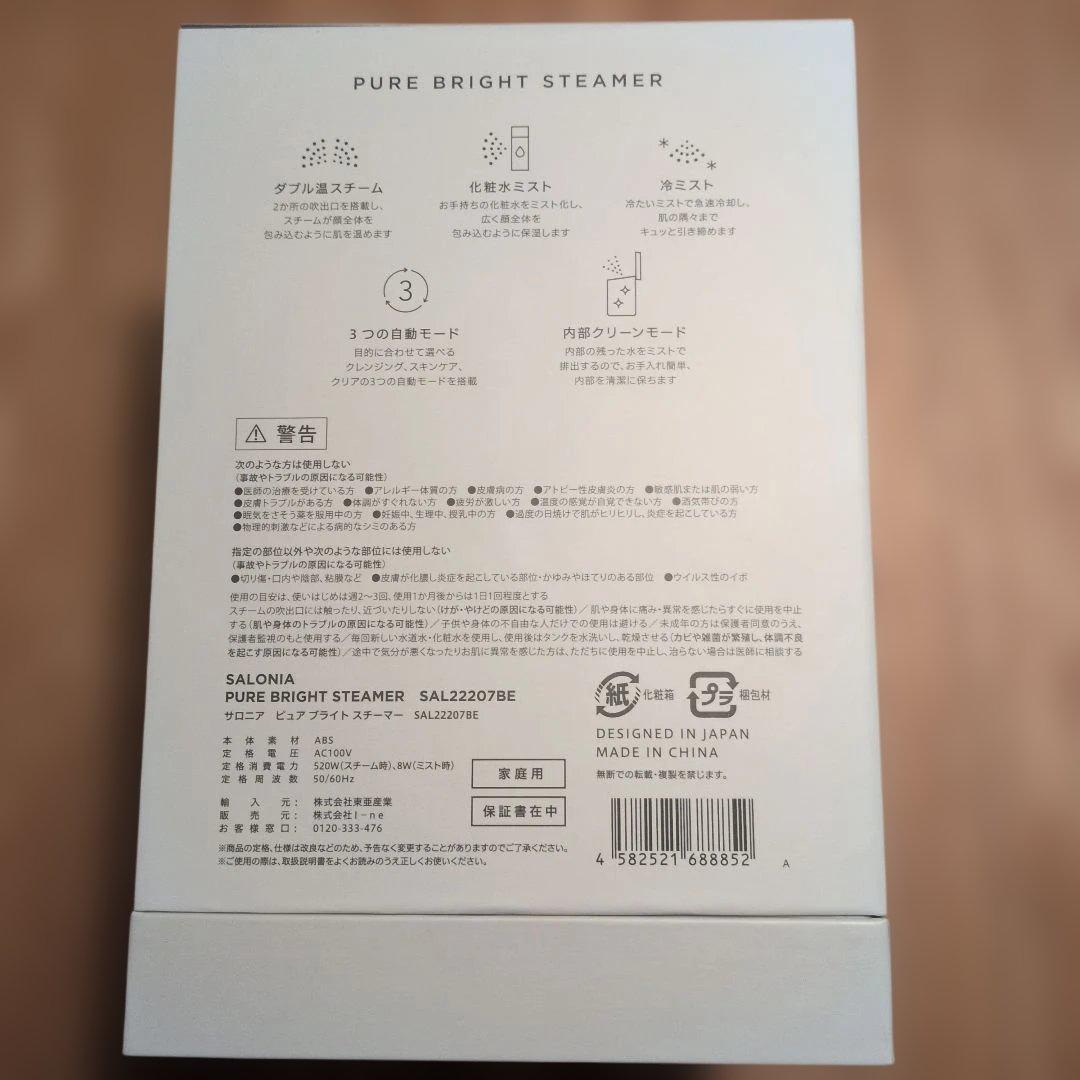 PURE BRIGHT STEAMER
ダブル温スチーム
2か所の吹出口を搭載し、
スチームが顔全体を
包み込むように肌を温めます
化粧水ミスト
お手持ちの化粧水をミスト化し、
広く顔全体を
包み込むように保湿します
冷ミスト
冷たいミストで急速冷却し、
肌の隅々まで
キュッと引き締めます
3
3つの自動モード
目的に合わせて選べる
クレンジング、スキンケア、
クリアの3つの自動モードを搭載
内部クリーンモード
内部の残った水をミストで
排出するので、お手入れ簡単、
内部を清潔に保ちます
警告
次のような方は使用しない
(事故やトラブルの原因になる可能性)
●医師の治療を受けている方 ●アレルギー体質の方 ●皮膚病の方 ●アトピー性皮膚炎の方 ●敏感肌または肌の弱い方
●皮膚トラブルがある方 ●体調がすぐれない方 ●疲労が激しい方 ●温度の感覚が自覚できない方 ●酒気帯びの方
●眠気をさそう薬を服用中の方 ●妊娠中、生理中、授乳中の方 ●過度の日焼けで肌がヒリヒリし、炎症を起こしている方
●物理的刺激などによる病的なシミのある方
指定の部位以外や次のような部位には使用しない
(事故やトラブルの原因になる可能性)
●切り傷・口内や陰部、粘膜など ●皮膚が化膿し炎症を起こしている部位・かゆみやほてりのある部位 ●ウイルス性のイボ
使用の目安は、使いはじめは週2〜3回、使用1か月後からは1日1回程度とする
スチームの吹出口には触ったり、近づいたりしない(けが・やけどの原因になる可能性)／肌や身体に痛み・異常を感じたらすぐに使用を中止
する(肌や身体のトラブルの原因になる可能性)／子供や身体の不自由な人だけでの使用は避ける／未成年の方は保護者同意のうえ、
保護者監視のもと使用する／毎回新しい水道水・化粧水を使用し、使用後はタンクを水洗いし、乾燥させる(カビや雑菌が繁殖し、体調不良
を起こす原因になる可能性)／途中で気分が悪くなったりお肌に異常を感じた方は、ただちに使用を中止し、治らない場合は医師に相談する
SALONIA
PURE BRIGHT STEAMER SAL22207BE
サロニア ピュア ブライト スチーマー SAL22207BE
本体素材 ABS
定格電圧 AC100V
定格消費電力 520W(スチーム時)、8W(ミスト時)
定格周波数 50/60Hz
輸入元: 株式会社東亜産業
販売元: 株式会社I-ne
お客様窓口: 0120-333-476
※商品の定格、仕様は改良などのため、予告なく変更することがありますのでご了承ください。
※ご使用の際は、取扱説明書をよくお読みのうえ正しくお使いください。
家庭用
保証書在中
紙 化粧箱
プラ 梱包材
DESIGNED IN JAPAN
MADE IN CHINA
無断での転載・複製を禁じます。
4 582521 688852
A